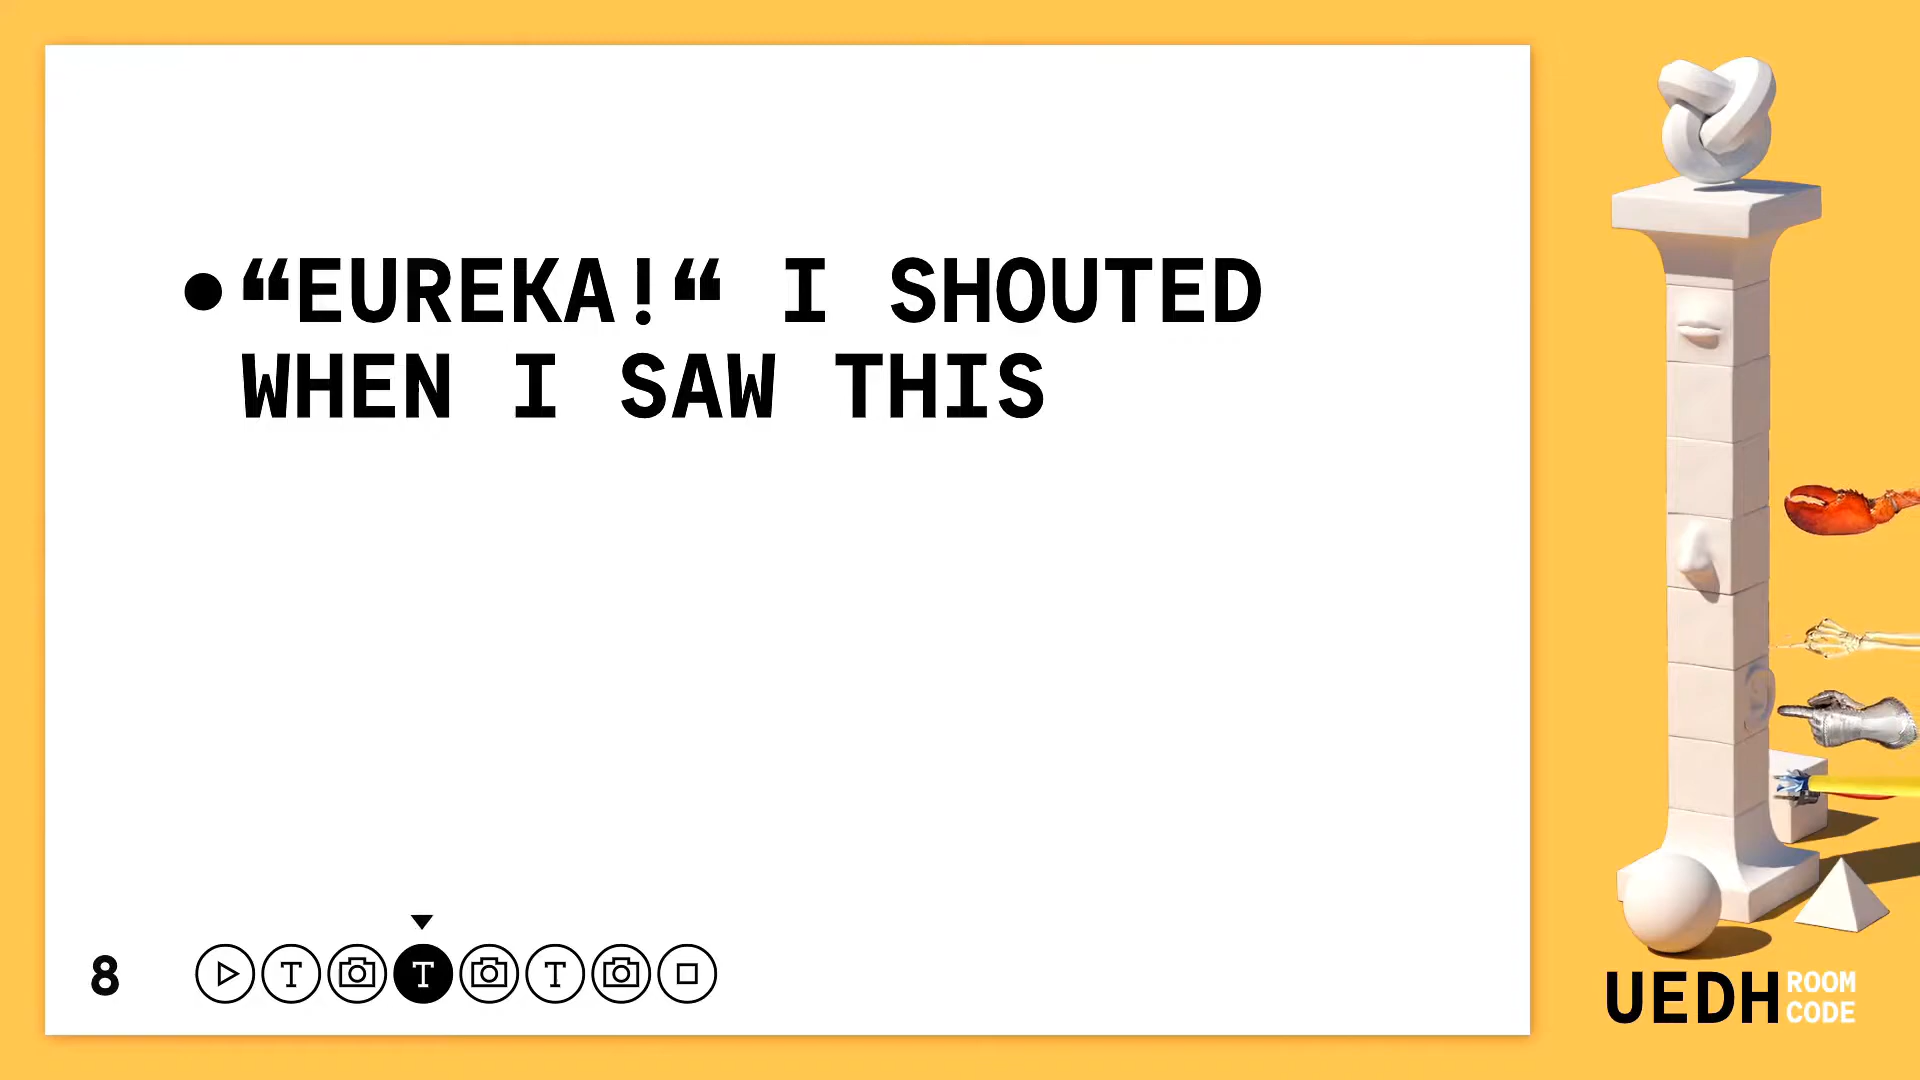 •“EUREKA!“ I SHOUTED
WHEN I SAW THIS
8
T
T
T
UEDH ROOM
CODE